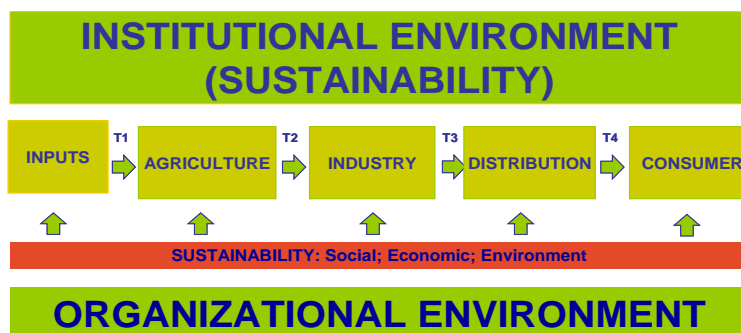 INSTITUTIONAL ENVIRONMENT
(SUSTAINABILITY)
T1 T2 T3 T4
INPUTS AGRICULTURE INDUSTRY DISTRIBUTION CONSUMER
SUSTAINABILITY: Social; Economic; Environment
ORGANIZATIONAL ENVIRONMENT